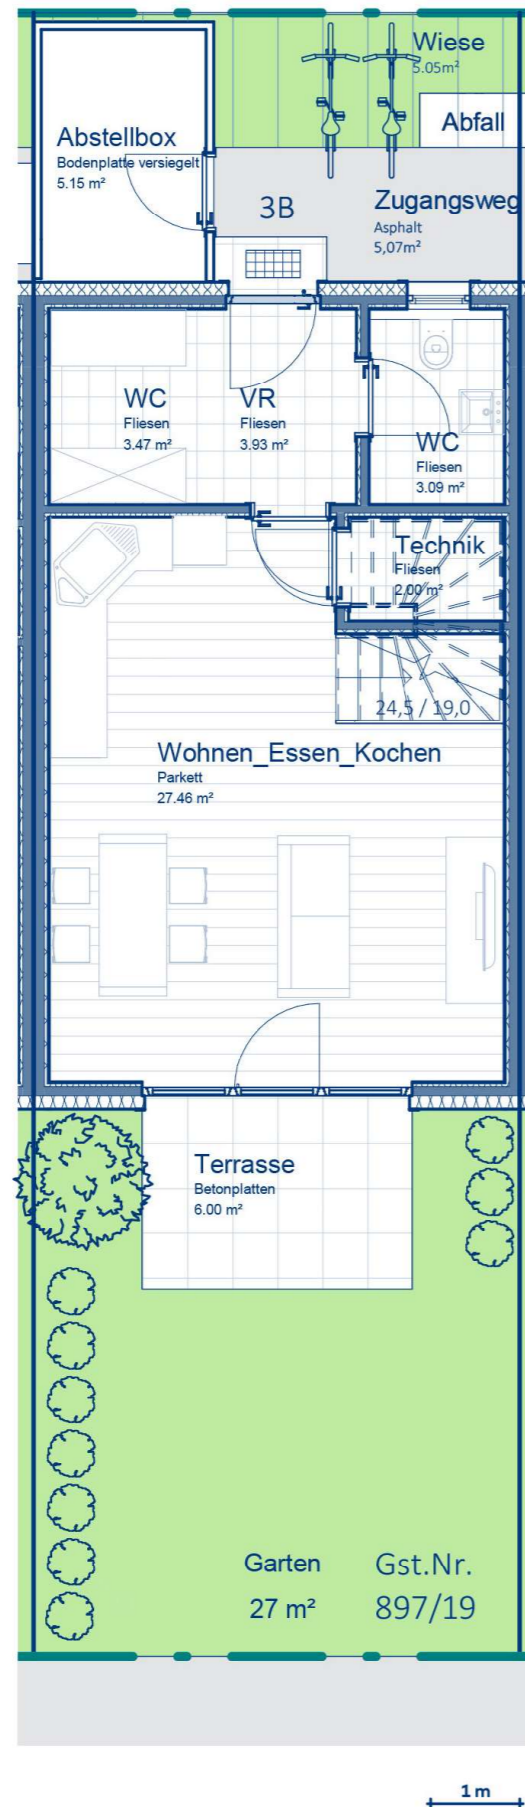 Wiese
5.05m²
Abfall
Abstellbox
Bodenplatte versiegelt
5.15 m²
3B
Zugangsweg
Asphalt
5,07m²
WC
Fliesen
3.47 m²
VR
Fliesen
3.93 m²
WC
Fliesen
3.09 m²
Technik
Fliesen
2.00 m²
24,5 / 19,0
Wohnen_Essen_Kochen
Parkett
27.46 m²
Terrasse
Betonplatten
6.00 m²
Garten
27 m²
Gst.Nr.
897/19
1 m